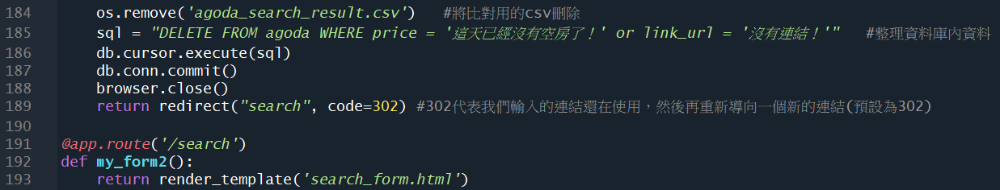 184     os.remove('agoda_search_result.csv')   #將比對用的csv刪除
185     sql = "DELETE FROM agoda WHERE price = '這天已經沒有空房了！' or link_url = '沒有連結！'"   #整理資料庫內資料
186     db.cursor.execute(sql)
187     db.conn.commit()
188     browser.close()
189     return redirect("search", code=302) #302代表我們輸入的連結還在使用，然後再重新導向一個新的連結(預設為302)
190
191 @app.route('/search')
192 def my_form2():
193     return render_template('search_form.html')